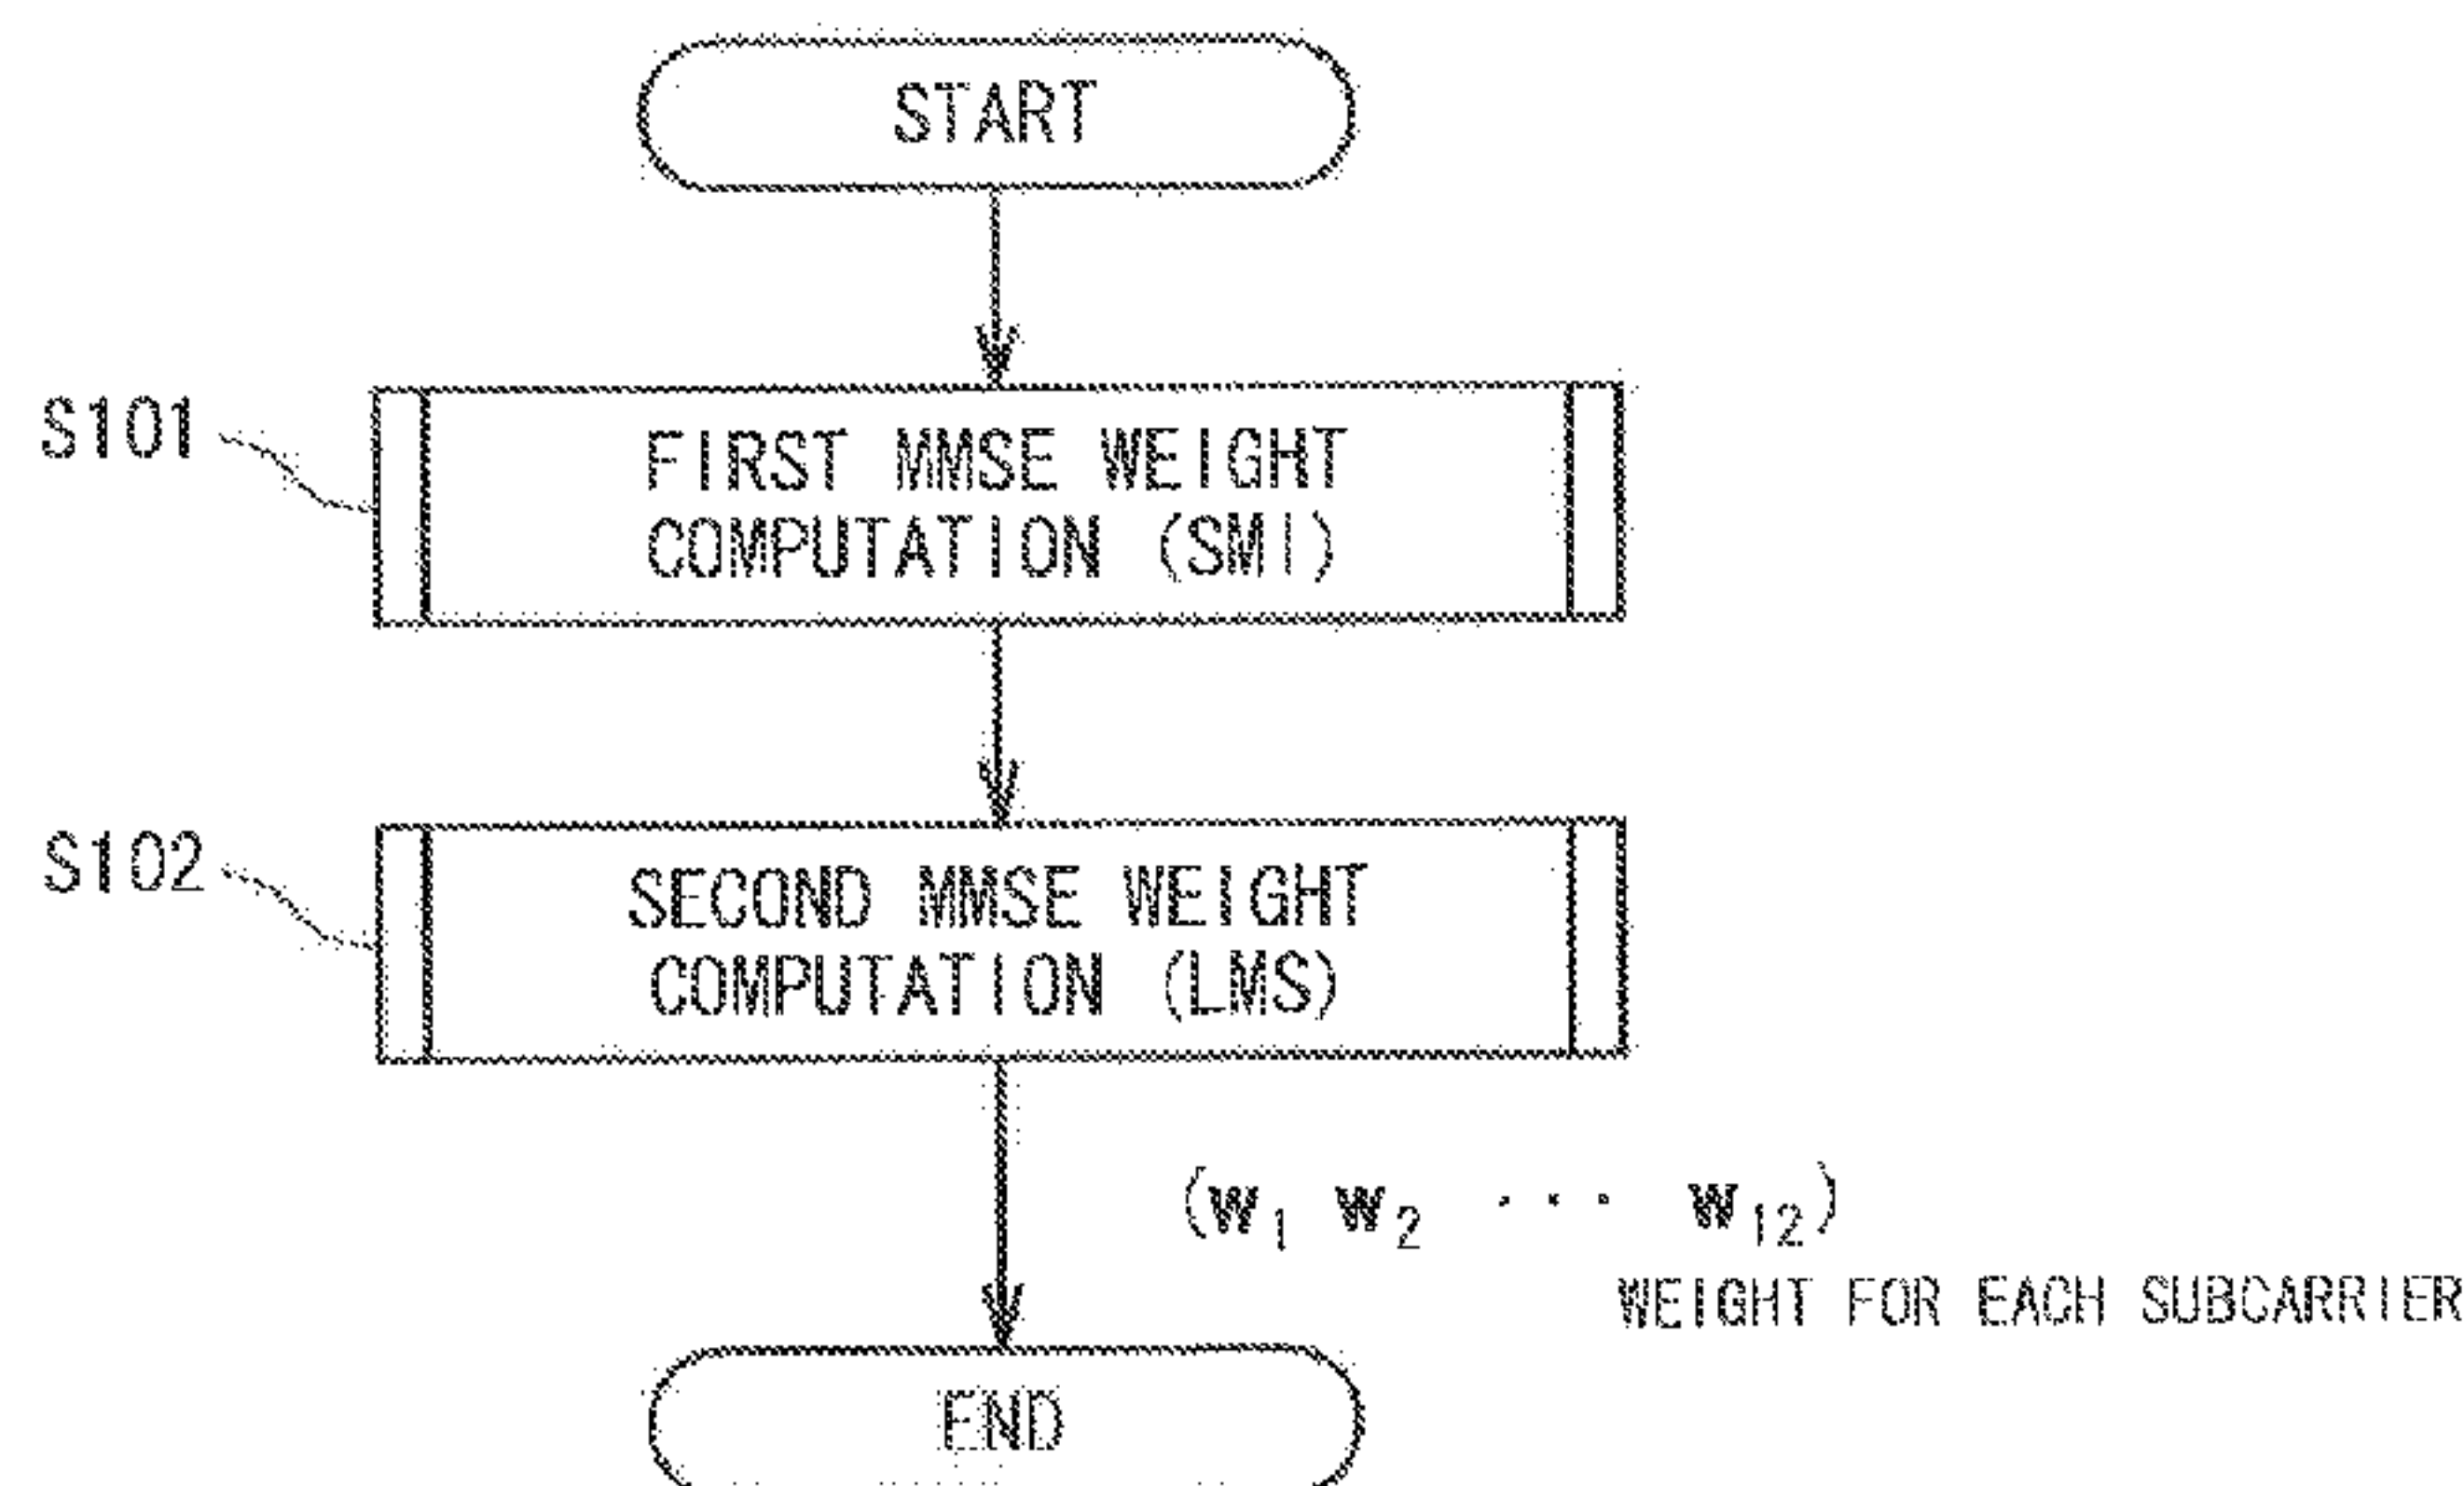 START
S101
FIRST MMSE WEIGHT
COMPUTATION (SMI)
S102
SECOND MMSE WEIGHT
COMPUTATION (LMS)
(w₁ w₂ ··· w₁₂)
WEIGHT FOR EACH SUBCARRIER
END